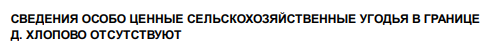 СВЕДЕНИЯ ОСОБО ЦЕННЫЕ СЕЛЬСКОХОЗЯЙСТВЕННЫЕ УГОДЬЯ В ГРАНИЦЕ
Д. ХЛОПОВО ОТСУТСТВУЮТ